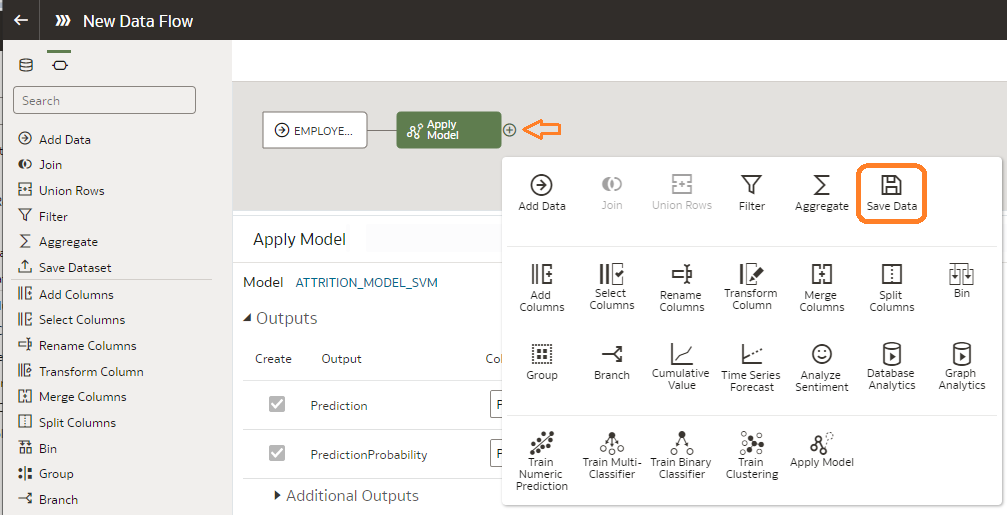 New Data Flow
Search
Add Data
Join
Union Rows
Filter
Aggregate
Save Dataset
Add Columns
Select Columns
Rename Columns
Transform Column
Merge Columns
Split Columns
Bin
Group
Branch
EMPLOYE...
Apply
Model
Apply Model
Model ATTRITION_MODEL_SVM
Outputs
Create Output
Prediction
PredictionProbability
Additional Outputs
Add Data Join Union Rows Filter Aggregate Save Data
Add
Columns
Select
Columns
Rename
Columns
Transform
Column
Merge
Columns
Split
Columns
Bin
Group
Branch
Cumulative
Value
Time Series
Forecast
Analyze
Sentiment
Database
Analytics
Graph
Analytics
Train
Numeric
Prediction
Train Multi-
Classifier
Train Binary
Classifier
Train
Clustering
Apply Model